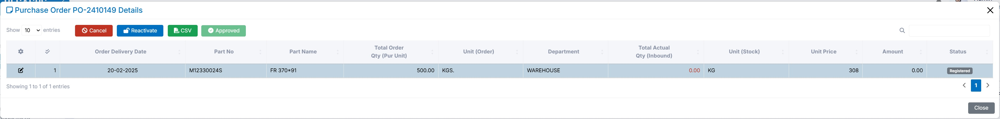 Purchase Order PO-2410149 Details
Show 10 entries Cancel Reactivate CSV Approved
Order Delivery Date Part No Part Name Total Order Qty (Pur Unit) Unit (Order) Department Total Actual Qty (Inbound) Unit (Stock) Unit Price Amount Status
1 20-02-2025 M12330024S FR 370*91 500.00 KGS. WAREHOUSE 0.00 KG 308 0.00 Registered
Showing 1 to 1 of 1 entries
1
Close